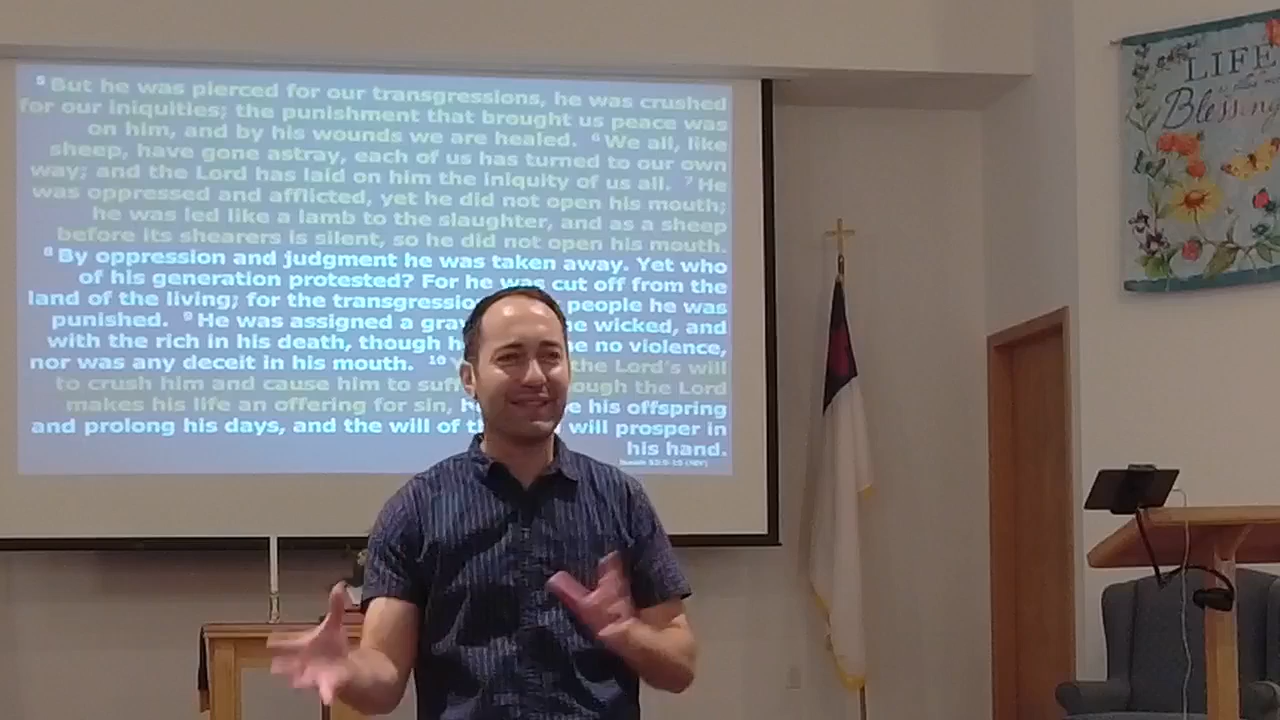 5 But he was pierced for our transgressions, he was crushed
for our iniquities; the punishment that brought us peace was
on him, and by his wounds we are healed. 6 We all, like
sheep, have gone astray, each of us has turned to our own
way; and the Lord has laid on him the iniquity of us all. 7 He
was oppressed and afflicted, yet he did not open his mouth;
he was led like a lamb to the slaughter, and as a sheep
before its shearers is silent, so he did not open his mouth.
8 By oppression and judgment he was taken away. Yet who
of his generation protested? For he was cut off from the
land of the living; for the people he was
punished. 9 He was assigned a wicked, and
with the rich in his death, though no violence,
nor was any deceit in his mouth. 10 the Lord's will
to crush him and cause him to the Lord
makes his life an offering for sin, his offspring
and prolong his days, and the will of will prosper in
his hand.
Isaiah 53:5-10 (NIV)
LIFE
Blessing